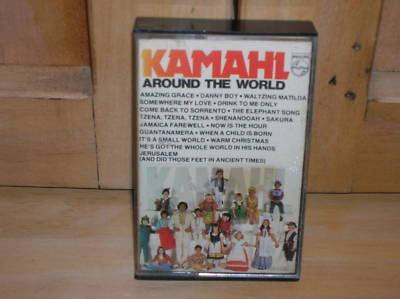 KAMAHL
PHILIPS
AROUND THE WORLD
AMAZING GRACE • DANNY BOY • WALTZING MATILDA
SOMEWHERE MY LOVE • DRINK TO ME ONLY
COME BACK TO SORRENTO • THE ELEPHANT SONG
TZENA, TZENA, TZENA • SHENANDOAH • SAKURA
JAMAICA FAREWELL • NOW IS THE HOUR
GUANTANAMERA • WHEN A CHILD IS BORN
IT'S A SMALL WORLD • WARM CHRISTMAS
HE'S GOT THE WHOLE WORLD IN HIS HANDS
JERUSALEM
(AND DID THOSE FEET IN ANCIENT TIMES)
KAMAHL